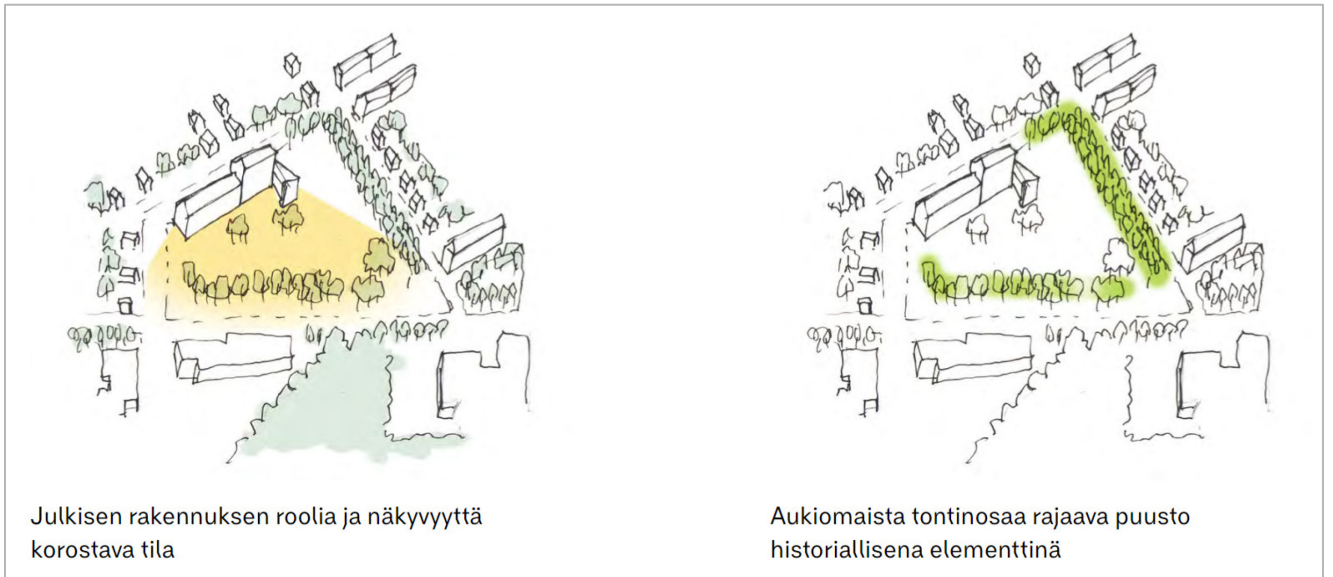 Julkisen rakennuksen roolia ja näkyvyyttä
korostava tila
Aukiomaista tontinosaa rajaava puusto
historiallisena elementtinä